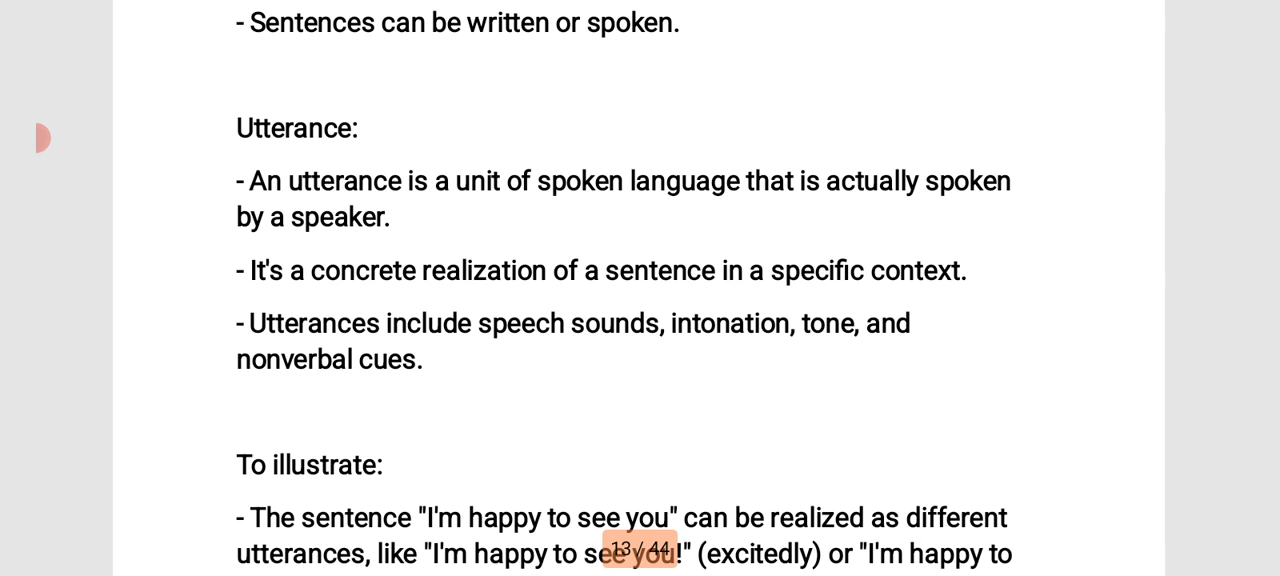 - Sentences can be written or spoken.
Utterance:
- An utterance is a unit of spoken language that is actually spoken
by a speaker.
- It's a concrete realization of a sentence in a specific context.
- Utterances include speech sounds, intonation, tone, and
nonverbal cues.
To illustrate:
- The sentence "I'm happy to see you" can be realized as different
utterances, like "I'm happy to see you!" (excitedly) or "I'm happy to
13 / 44